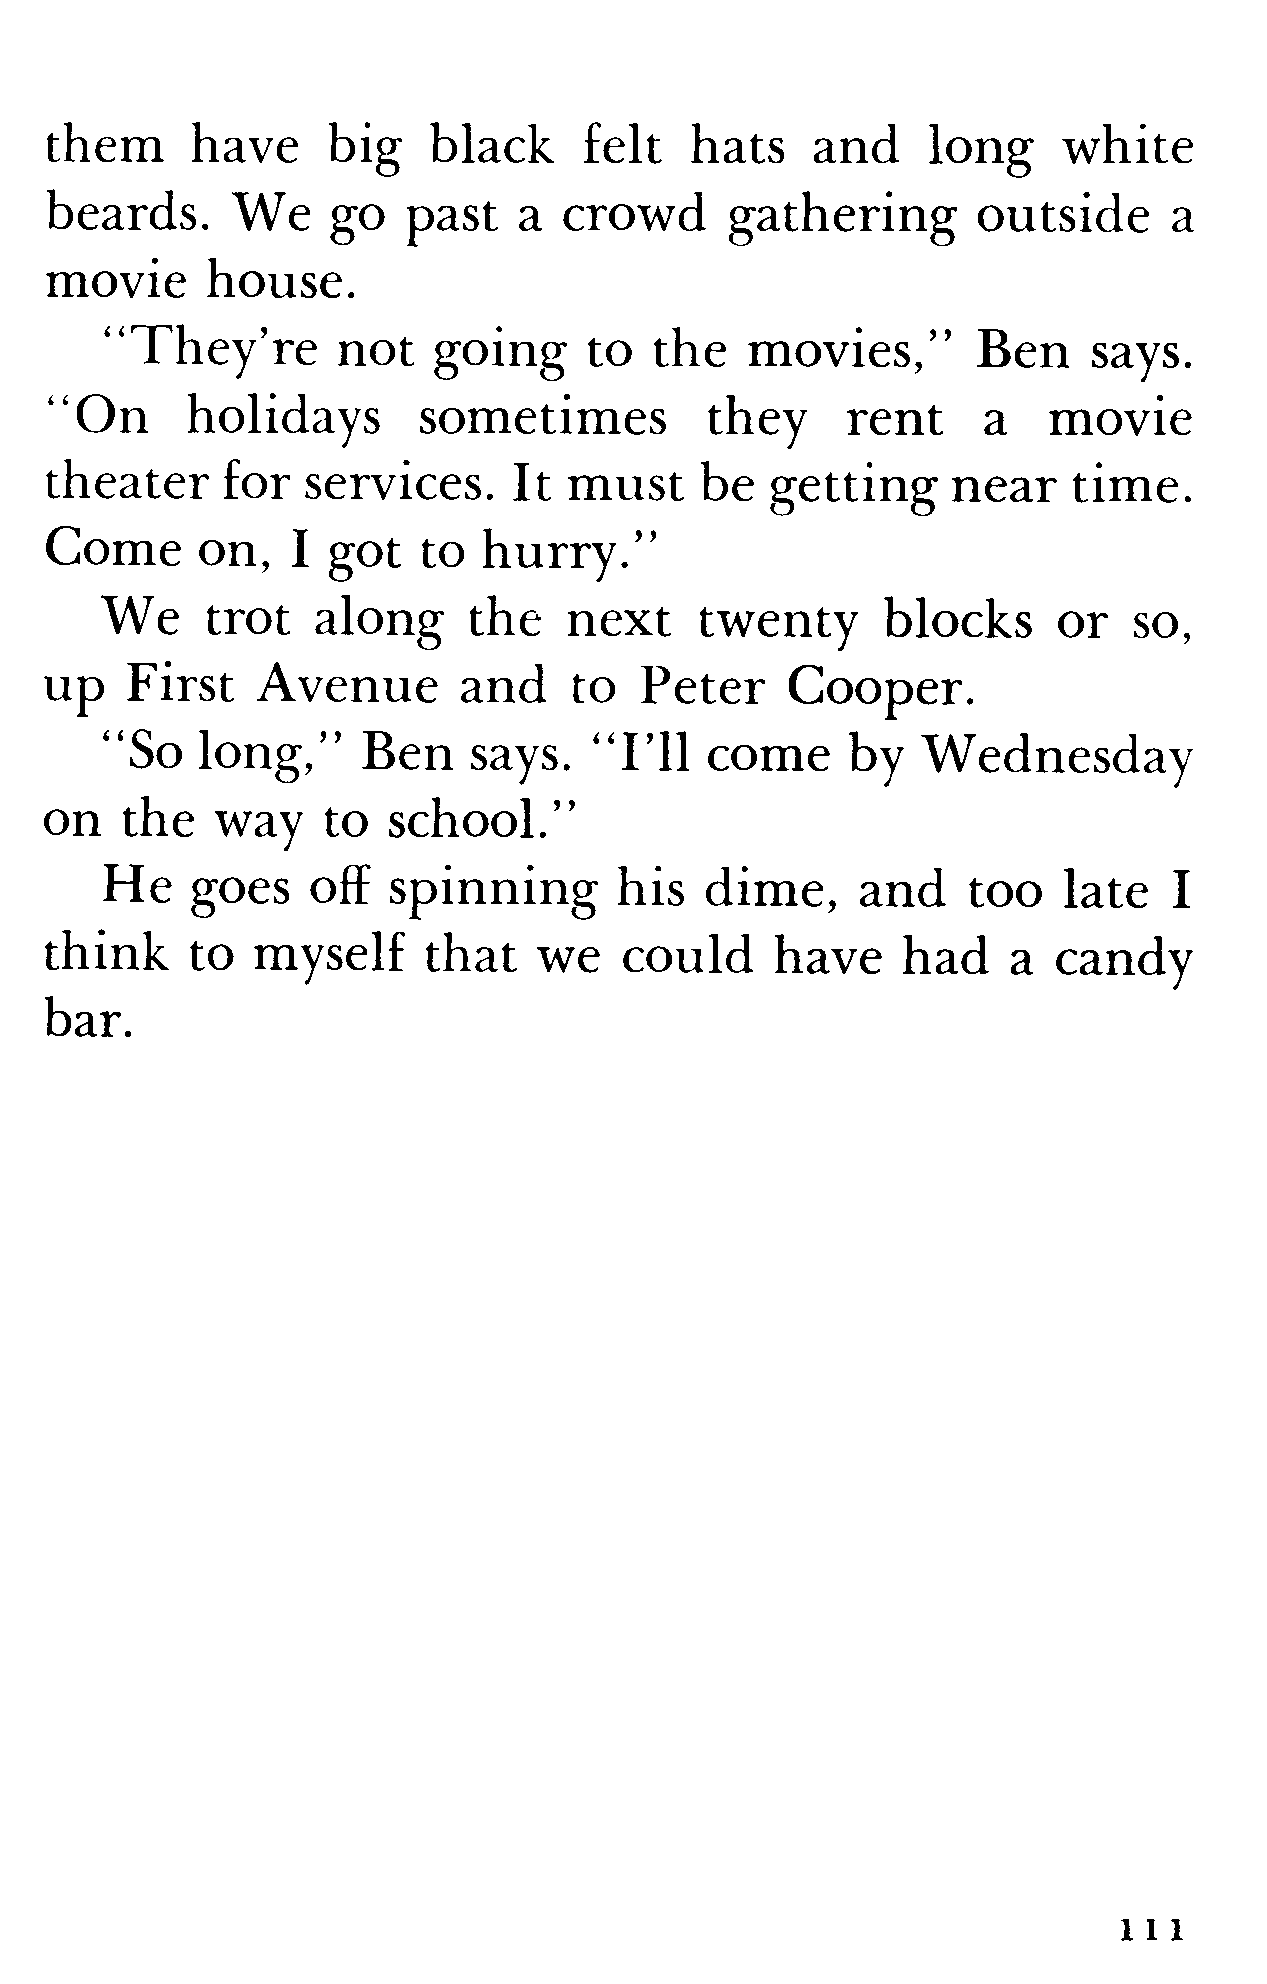 them have big black felt hats and long white
beards. We go past a crowd gathering outside a
movie house.
“They’re not going to the movies,” Ben says.
“On holidays sometimes they rent a movie
theater for services. It must be getting near time.
Come on, I got to hurry.”
We trot along the next twenty blocks or so,
up First Avenue and to Peter Cooper.
“So long,” Ben says. “I’ll come by Wednesday
on the way to school.”
He goes off spinning his dime, and too late I
think to myself that we could have had a candy
bar.
111